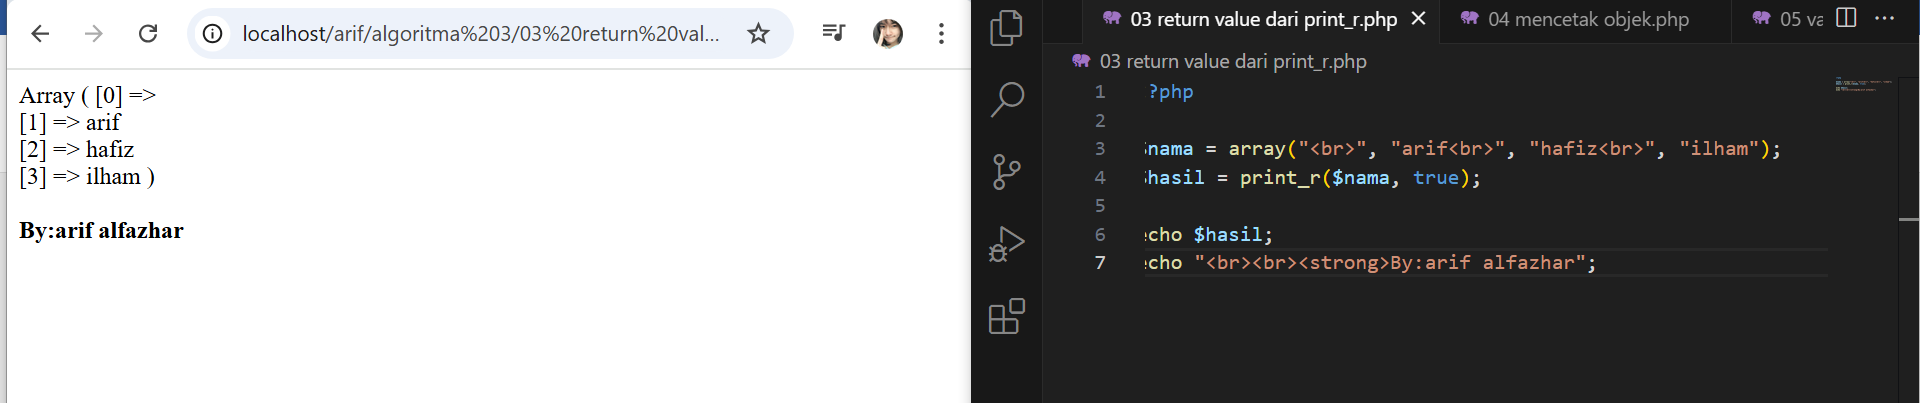 localhost/arif/algoritma%203/03%20return%20val...
Array ( [0] =>
[1] => arif
[2] => hafiz
[3] => ilham )
By:arif alfazhar
03 return value dari print_r.php
04 mencetak objek.php
05 va
03 return value dari print_r.php
1 ?php
2
3 $nama = array("<br>", "arif<br>", "hafiz<br>", "ilham");
4 $hasil = print_r($nama, true);
5
6 echo $hasil;
7 echo "<br><br><strong>By:arif alfazhar";